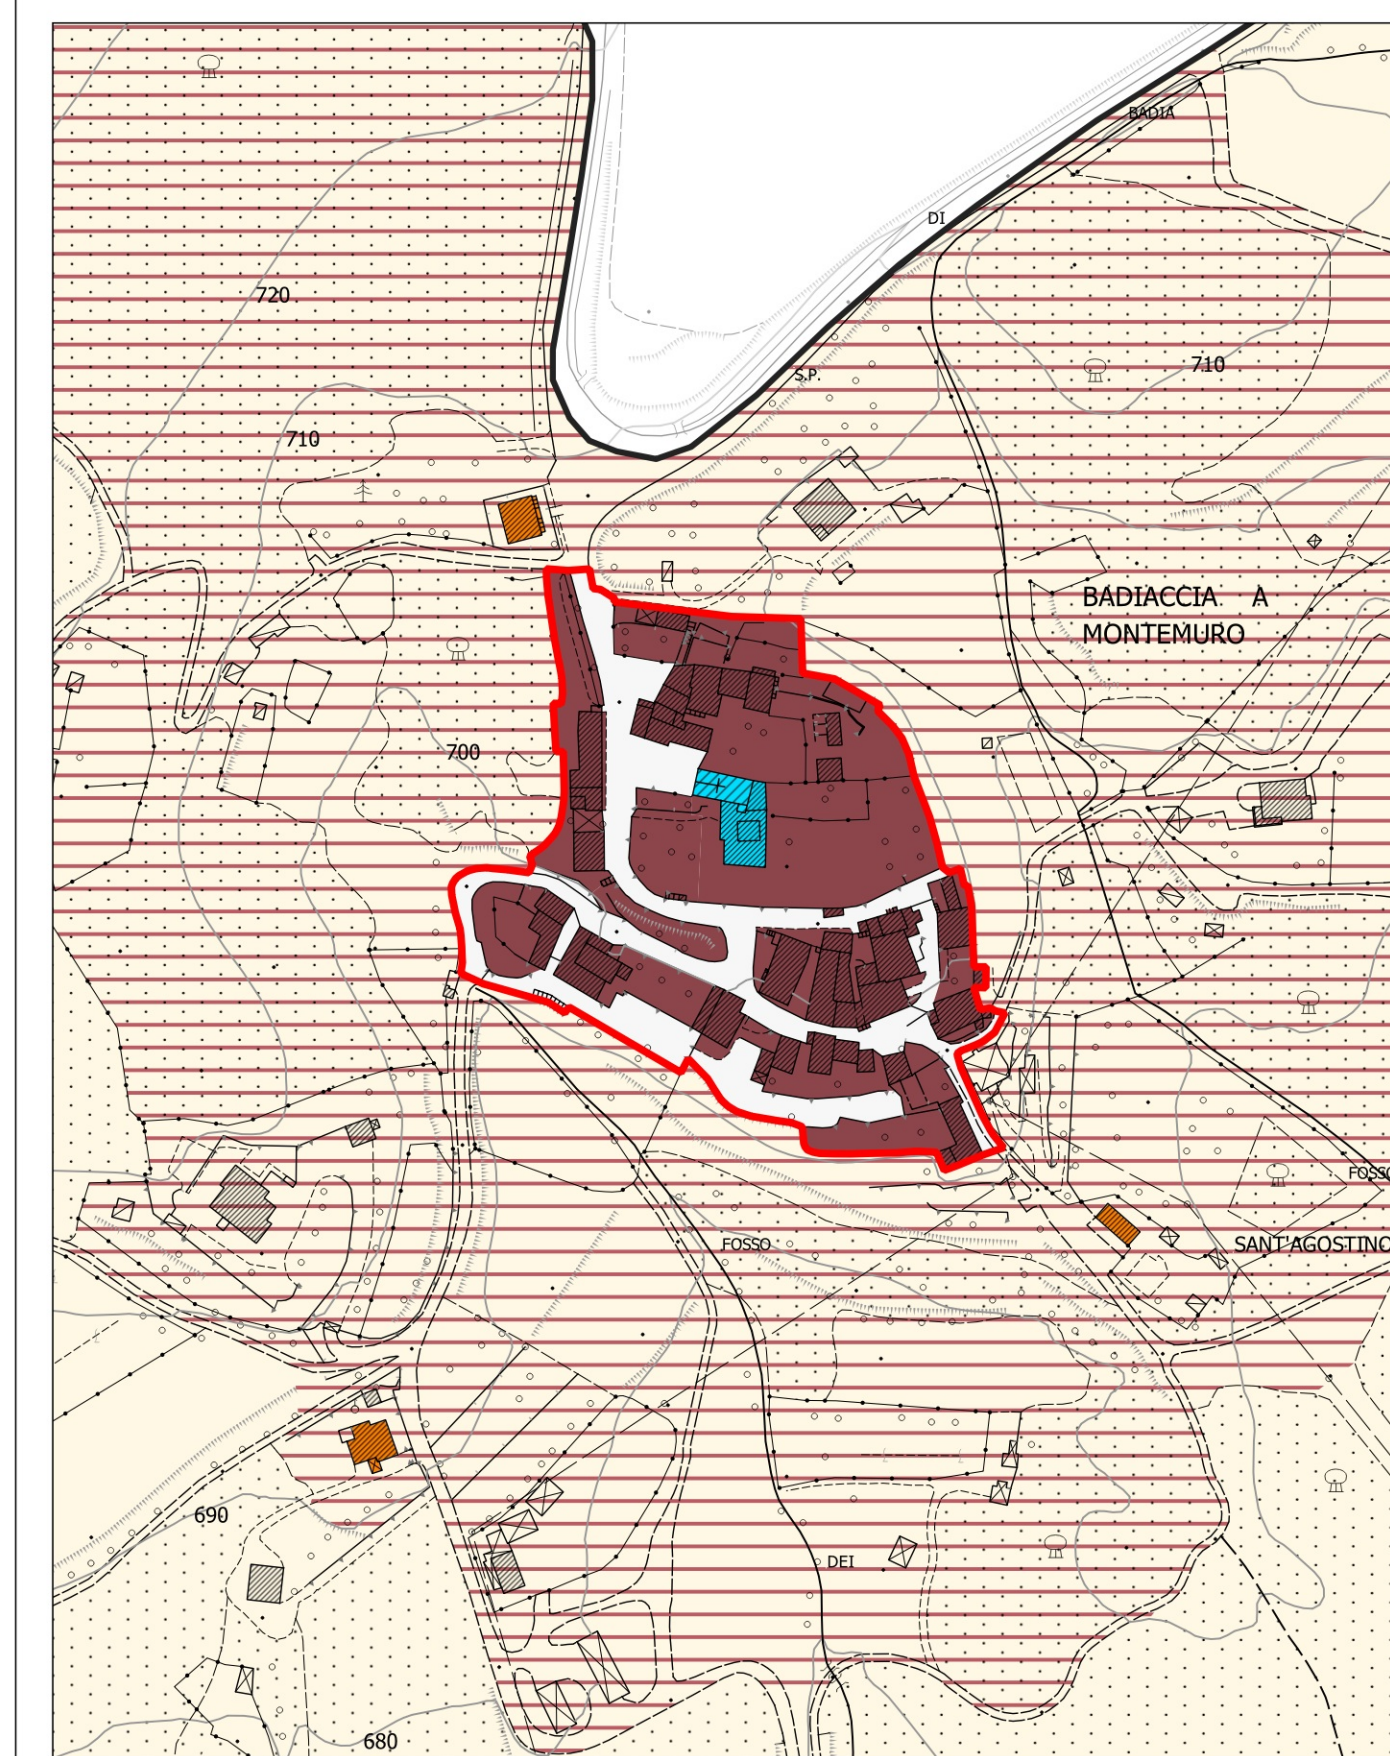 BADIA
DI
720
S.P.
710
710
BADIACCIA A
MONTEMURO
700
FOSSO
FOSSO
SANT'AGOSTINO
690
DEI
680